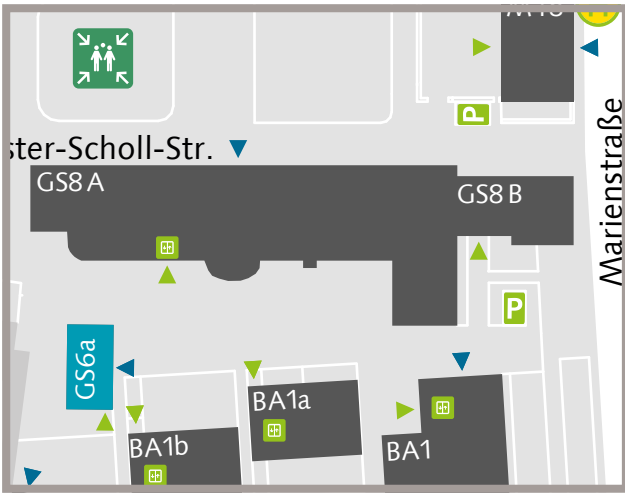 P
ster-Scholl-Str.
GS8 A
GS8 B
Marienstraße
P
GS6a
BA1a
BA1b
BA1